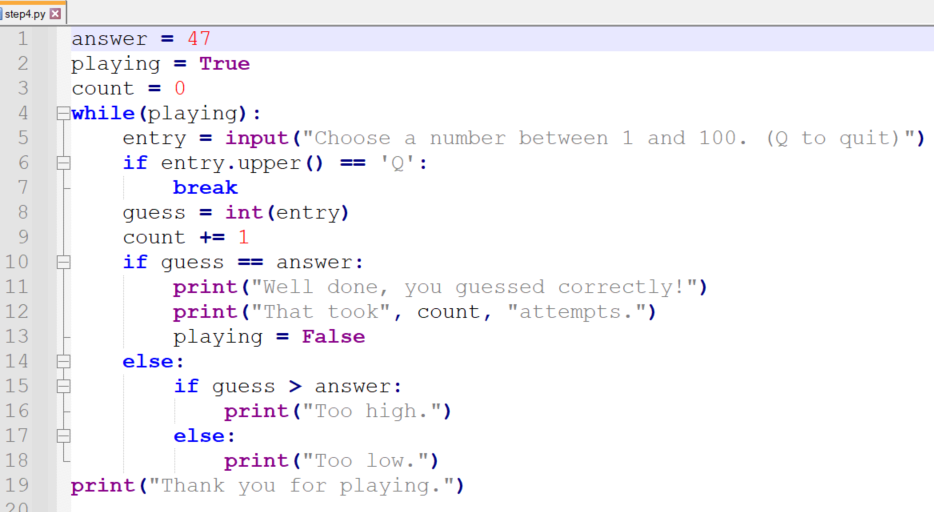 step4.py
1 answer = 47
2 playing = True
3 count = 0
4 while(playing):
5     entry = input("Choose a number between 1 and 100. (Q to quit)")
6     if entry.upper() == 'Q':
7         break
8     guess = int(entry)
9     count += 1
10     if guess == answer:
11         print("Well done, you guessed correctly!")
12         print("That took", count, "attempts.")
13         playing = False
14     else:
15         if guess > answer:
16             print("Too high.")
17         else:
18             print("Too low.")
19 print("Thank you for playing.")
20